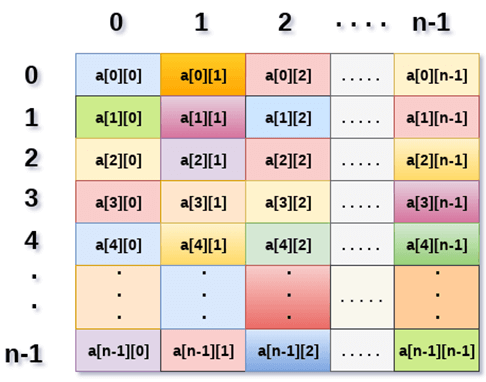 0 1 2 .... n-1
0 a[0][0] a[0][1] a[0][2] ..... a[0][n-1]
1 a[1][0] a[1][1] a[1][2] ..... a[1][n-1]
2 a[2][0] a[2][1] a[2][2] ..... a[2][n-1]
3 a[3][0] a[3][1] a[3][2] ..... a[3][n-1]
4 a[4][0] a[4][1] a[4][2] ..... a[4][n-1]
. . . . .
. . . . ..... .
. . . .
n-1 a[n-1][0] a[n-1][1] a[n-1][2] ..... a[n-1][n-1]